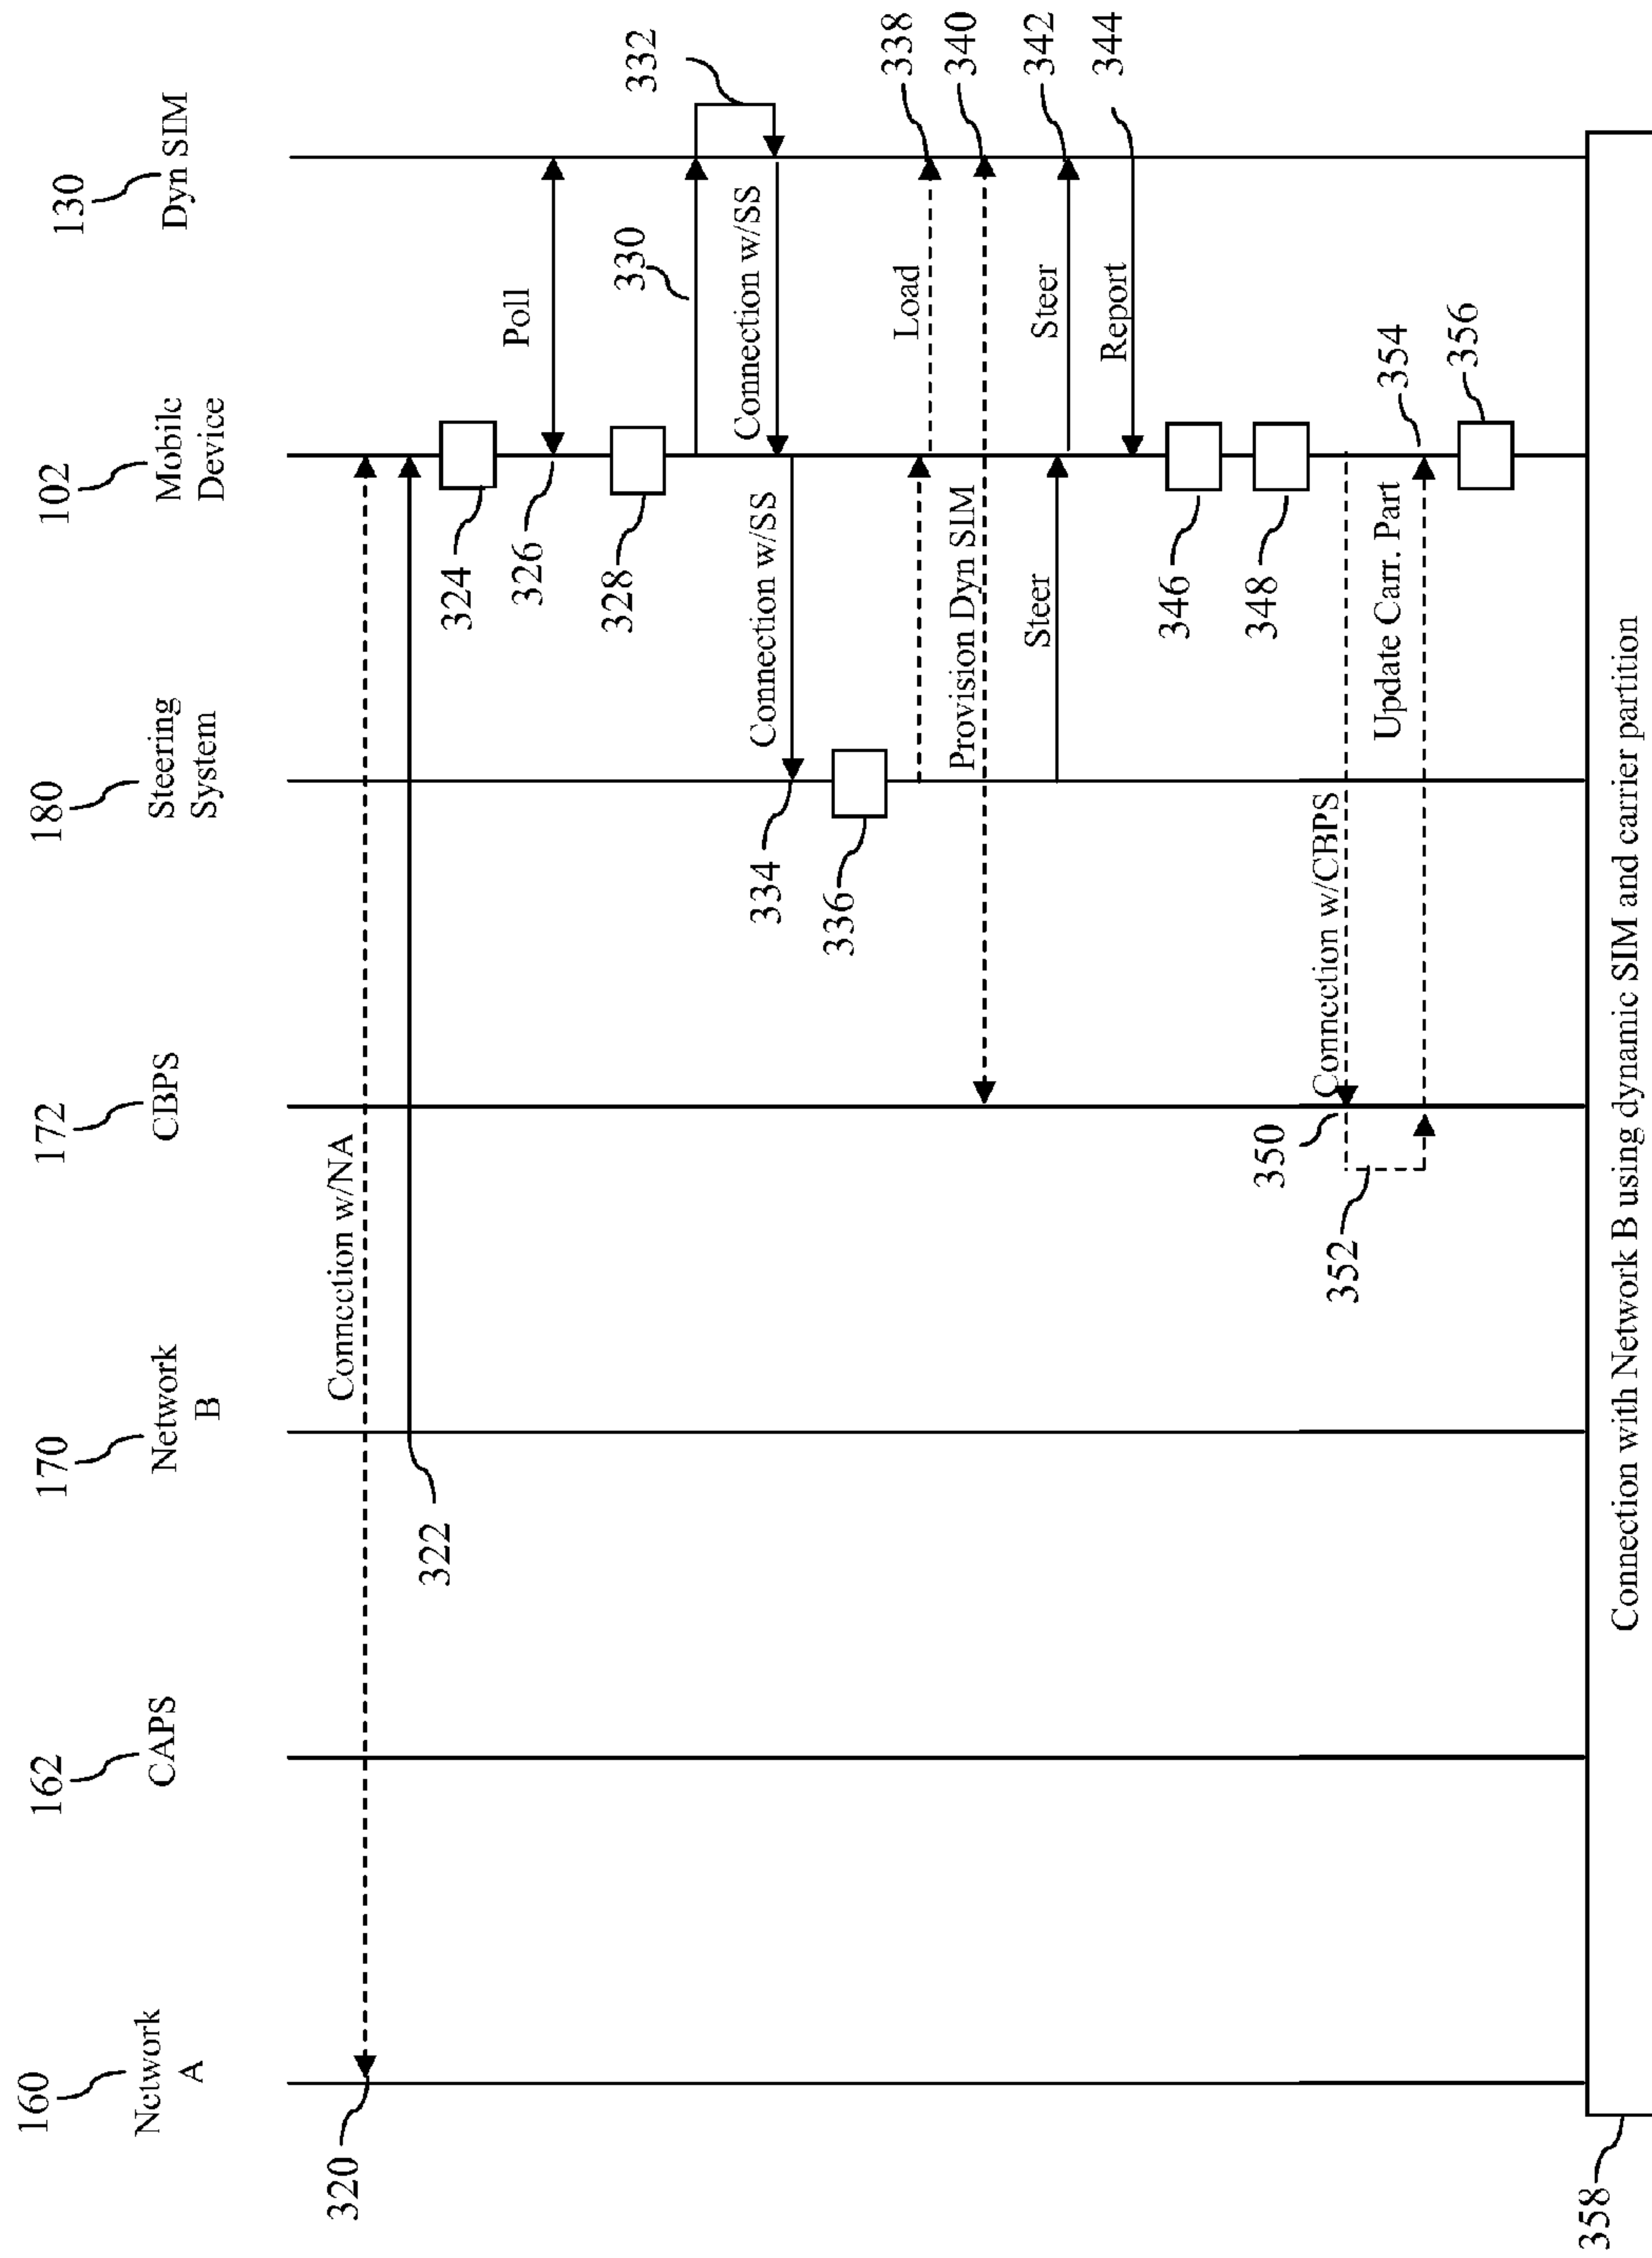 160
Network
A
162
CAPS
170
Network
B
172
CBPS
180
Steering
System
102
Mobile
Device
130
Dyn SIM
320
Connection w/NA
322
324
326
Poll
328
330
332
Connection w/SS
Connection w/SS
334
336
Load
338
Provision Dyn SIM
340
Steer
Steer
342
Report
344
346
348
Connection w/CBPS
350
352
Update Carr. Part
354
356
Connection with Network B using dynamic SIM and carrier partition
358